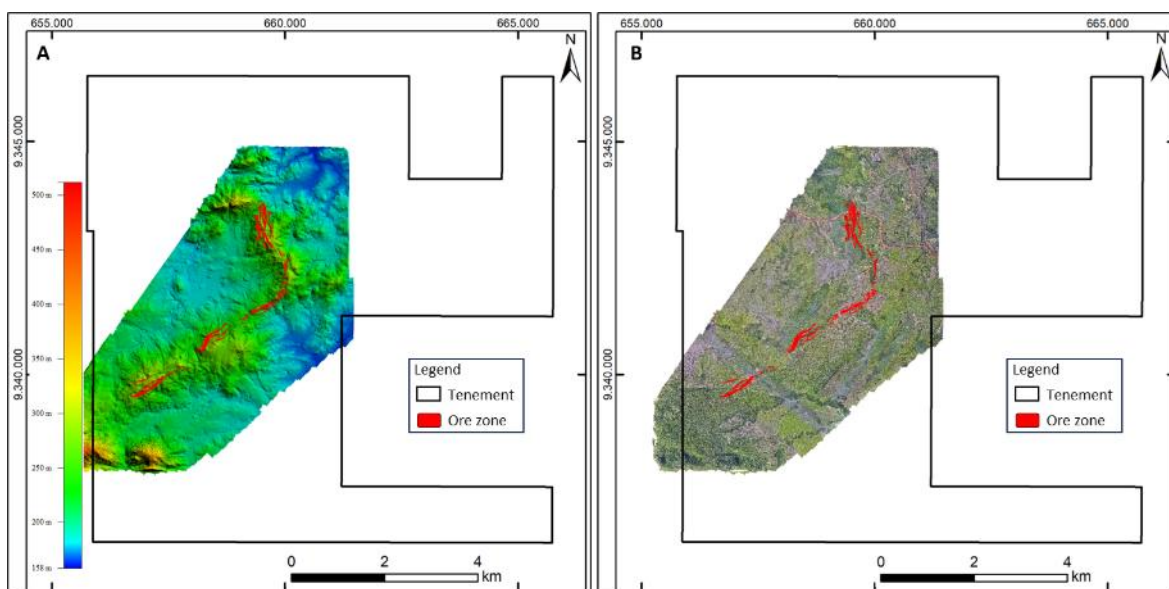 655.000 660.000 665.000
A
N
9.345.000
9.340.000
500 m
450 m
350 m
300 m
250 m
200 m
150 m
Legend
Tenement
Ore zone
0 2 4
km
655.000 660.000 665.000
B
N
9.345.000
9.340.000
Legend
Tenement
Ore zone
0 2 4
km